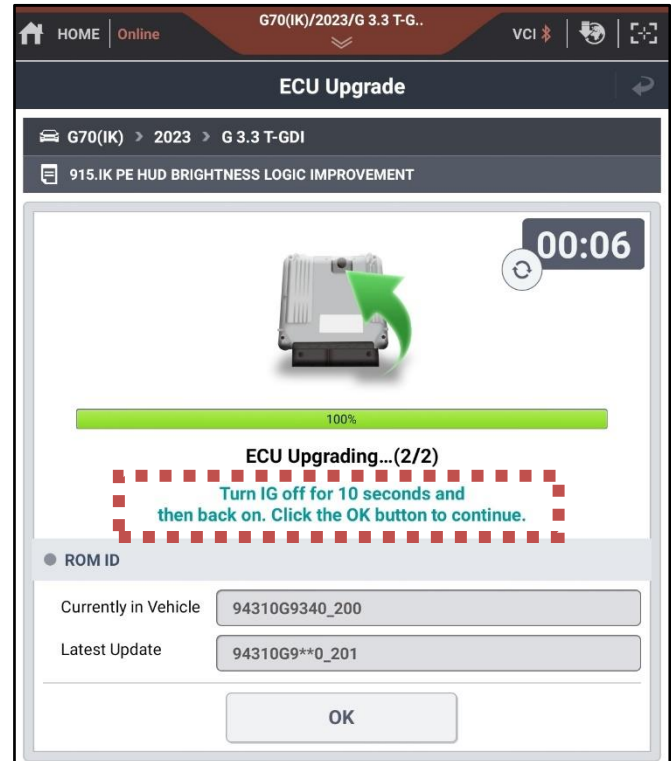 HOME Online
G70(IK)/2023/G 3.3 T-G..
VCI
ECU Upgrade
G70(IK) > 2023 > G 3.3 T-GDI
915.IK PE HUD BRIGHTNESS LOGIC IMPROVEMENT
00:06
100%
ECU Upgrading...(2/2)
Turn IG off for 10 seconds and
then back on. Click the OK button to continue.
ROM ID
Currently in Vehicle 94310G9340_200
Latest Update 94310G9**0_201
OK